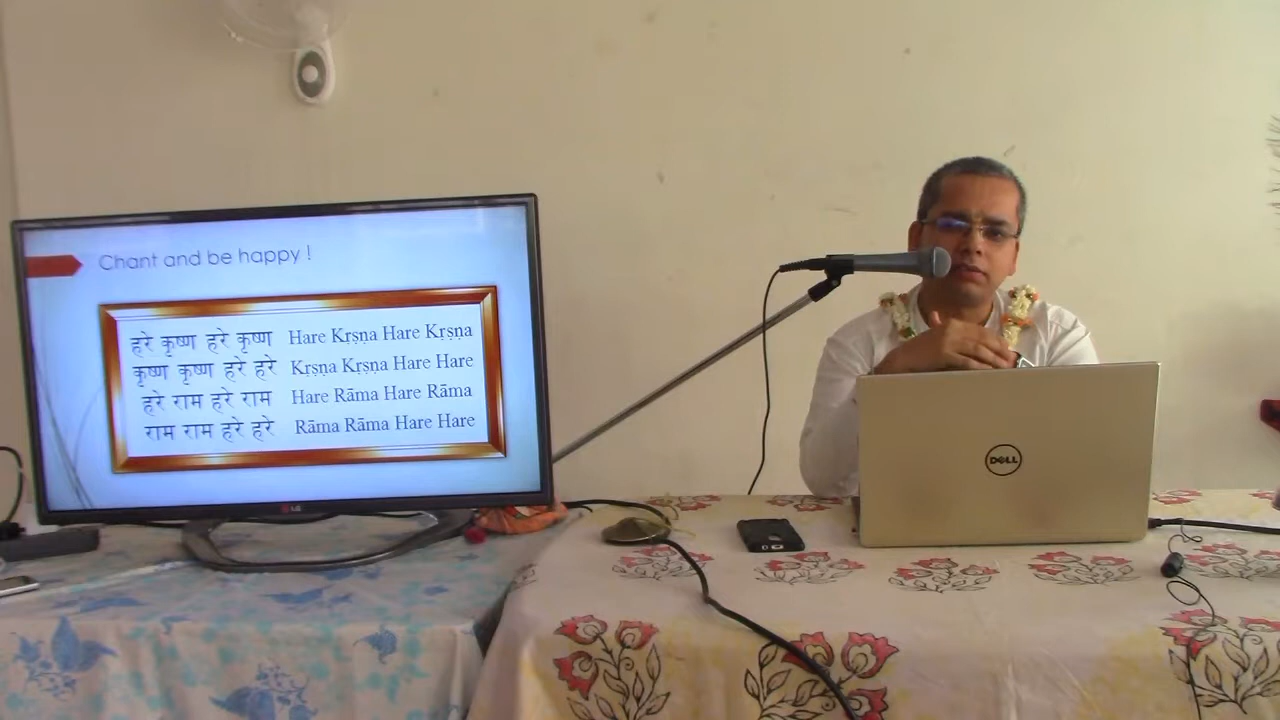 Chant and be happy !
हरे कृष्ण हरे कृष्ण Hare Kṛṣṇa Hare Kṛṣṇa
कृष्ण कृष्ण हरे हरे Kṛṣṇa Kṛṣṇa Hare Hare
हरे राम हरे राम Hare Rāma Hare Rāma
राम राम हरे हरे Rāma Rāma Hare Hare
LG
DELL